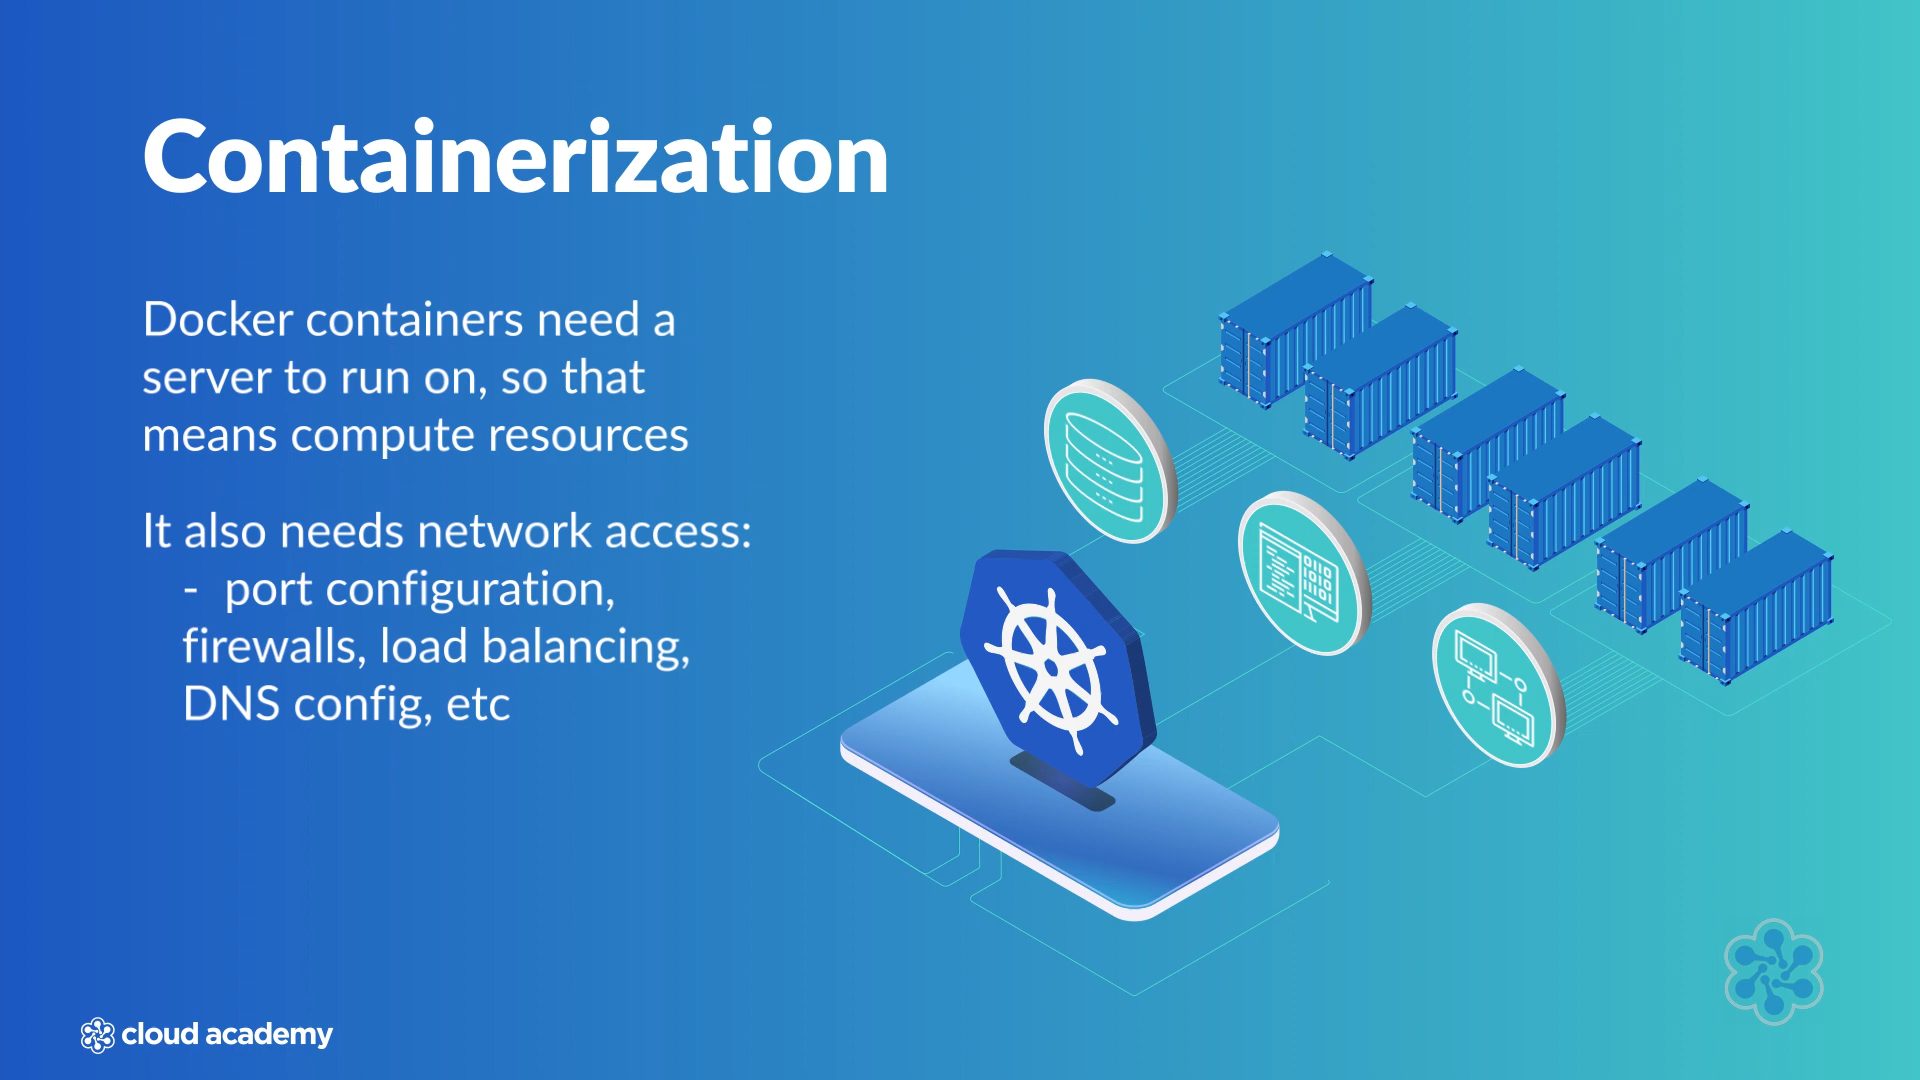 Containerization
Docker containers need a
server to run on, so that
means compute resources
It also needs network access:
- port configuration,
firewalls, load balancing,
DNS config, etc
cloud academy